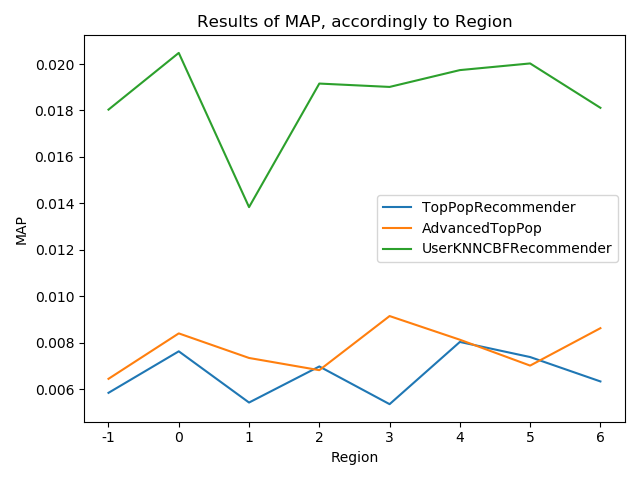 Results of MAP, accordingly to Region
0.020
0.018
0.016
0.014
0.012
0.010
0.008
0.006
MAP
TopPopRecommender
AdvancedTopPop
UserKNNCBFRecommender
-1 0 1 2 3 4 5 6
Region